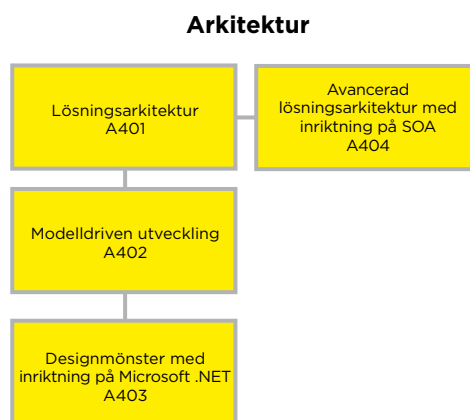 Arkitektur
Lösningsarkitektur
A401
Avancerad
lösningsarkitektur med
inriktning på SOA
A404
Modelldriven utveckling
A402
Designmönster med
inriktning på Microsoft .NET
A403